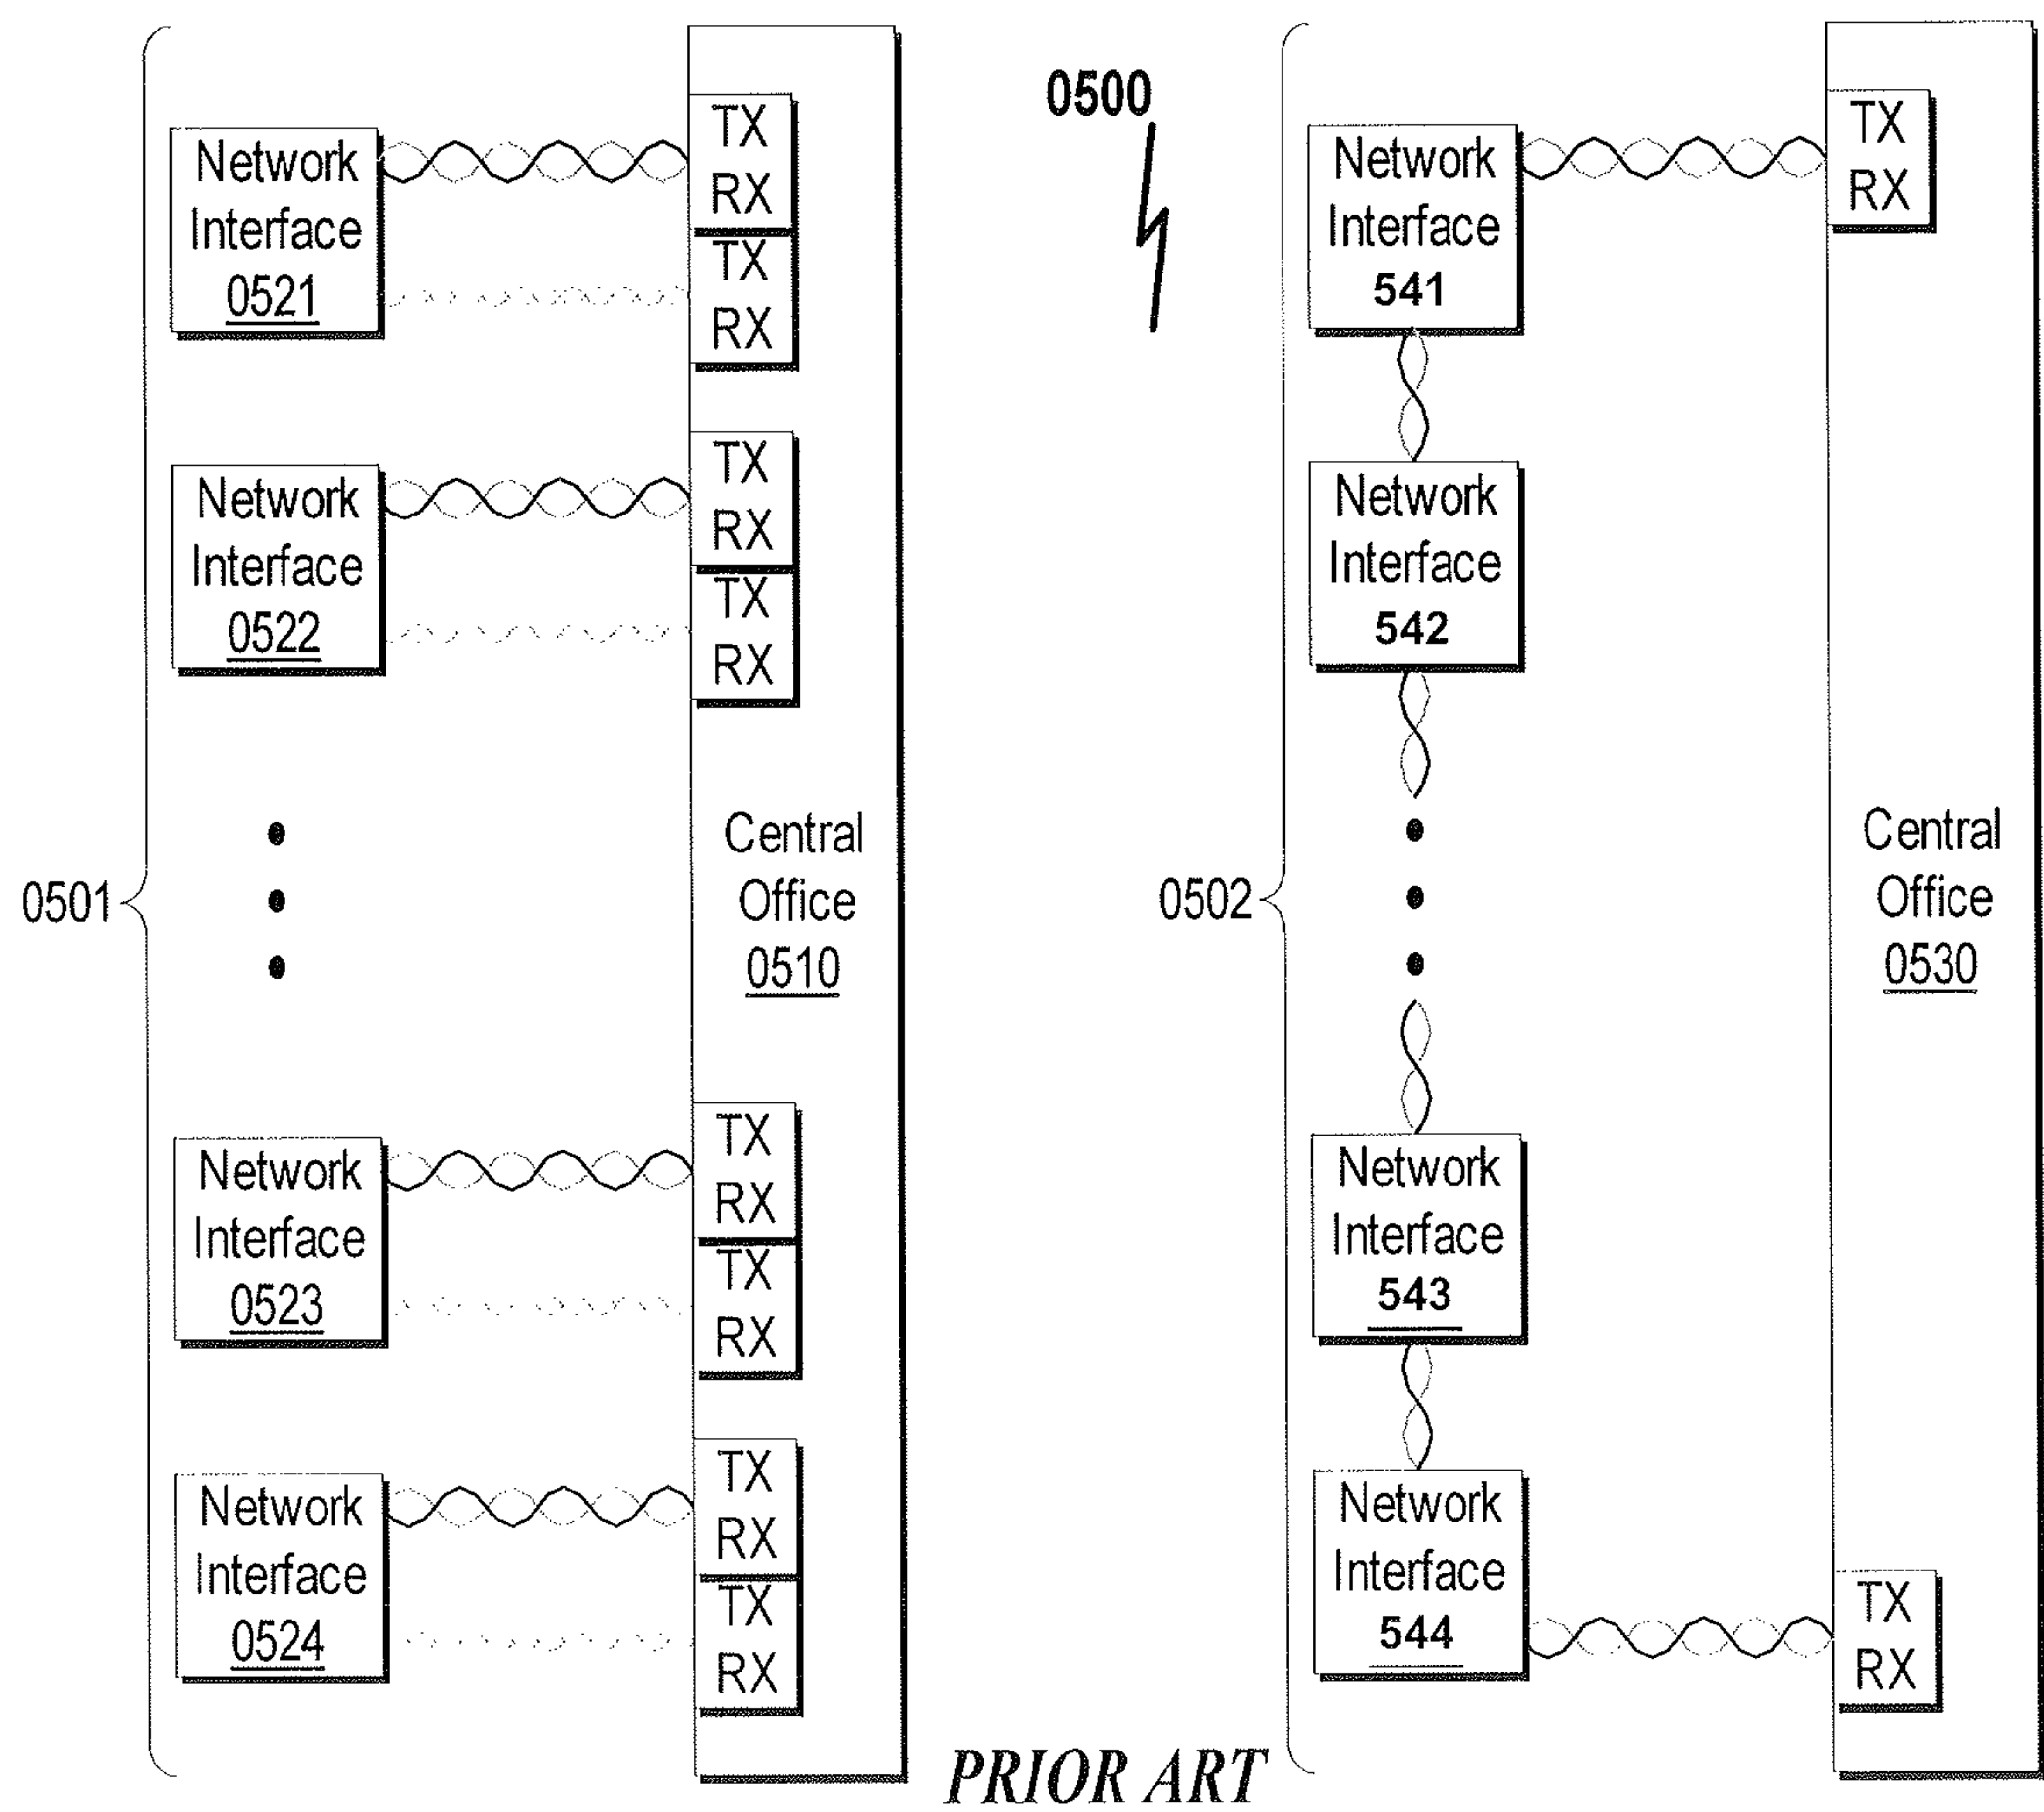 TX
RX
TX
RX
Network
Interface
0521
TX
RX
TX
RX
Network
Interface
0522
0501
Central
Office
0510
TX
RX
TX
RX
Network
Interface
0523
TX
RX
TX
RX
Network
Interface
0524
0500
TX
RX
Network
Interface
541
Network
Interface
542
0502
Central
Office
0530
Network
Interface
543
Network
Interface
544
TX
RX
PRIOR ART